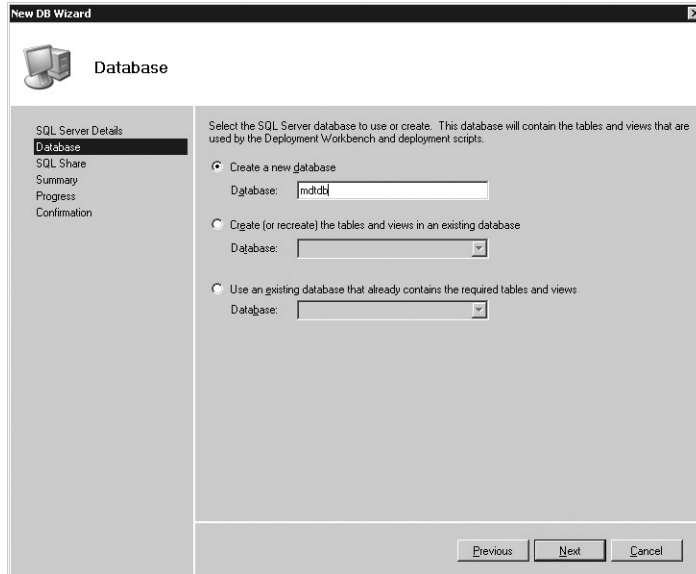 New DB Wizard
Database
SQL Server Details
Database
SQL Share
Summary
Progress
Confirmation
Select the SQL Server database to use or create. This database will contain the tables and views that are
used by the Deployment Workbench and deployment scripts.
Create a new database
Database: mdtdb
Create (or recreate) the tables and views in an existing database
Database:
Use an existing database that already contains the required tables and views
Database:
Previous Next Cancel